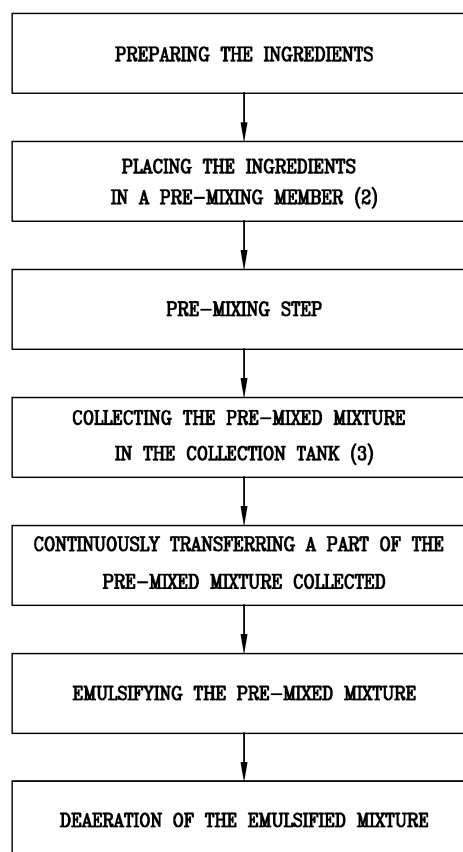 PREPARING THE INGREDIENTS
PLACING THE INGREDIENTS
IN A PRE-MIXING MEMBER (2)
PRE-MIXING STEP
COLLECTING THE PRE-MIXED MIXTURE
IN THE COLLECTION TANK (3)
CONTINUOUSLY TRANSFERRING A PART OF THE
PRE-MIXED MIXTURE COLLECTED
EMULSIFYING THE PRE-MIXED MIXTURE
DEAERATION OF THE EMULSIFIED MIXTURE